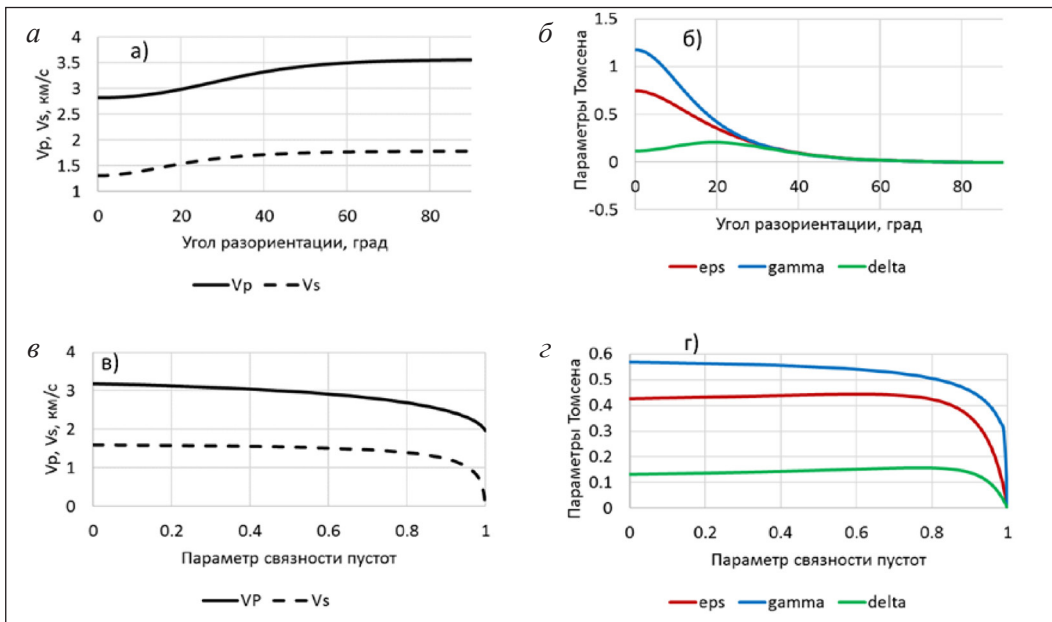 а
а)
Vp, Vs, км/с
4
3.5
3
2.5
2
1.5
1
0 20 40 60 80
Угол разориентации, град
Vp Vs
б
б)
Параметры Томсена
1.5
1
0.5
0
-0.5
0 20 40 60 80
Угол разориентации, град
eps gamma delta
в
в)
Vp, Vs, км/с
4
3
2
1
0
0 0.2 0.4 0.6 0.8 1
Параметр связности пустот
VP Vs
г
г)
Параметры Томсена
0.6
0.5
0.4
0.3
0.2
0.1
0
0 0.2 0.4 0.6 0.8 1
Параметр связности пустот
eps gamma delta